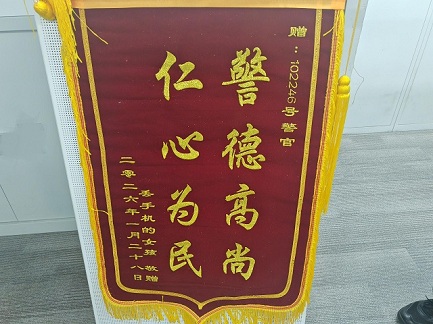 赠：102246号警官
警德高尚
仁心为民
丢手机的女孩 敬赠
二零二六年一月二十八日